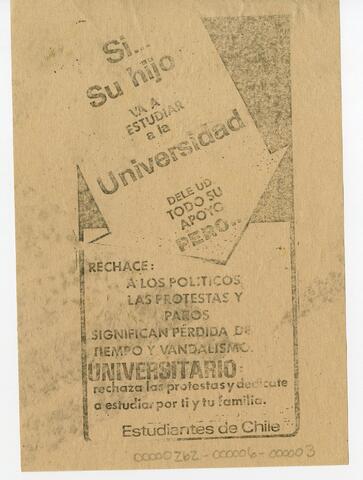 Si...
Su hijo
VA A
ESTUDIAR
a la
Universidad
DELE UD.
TODO SU
APOYO
PERO..
RECHACE:
A LOS POLITICOS
LAS PROTESTAS Y
PAROS
SIGNIFICAN PÉRDIDA DE
TIEMPO Y VANDALISMO.
UNIVERSITARIO:
rechaza las protestas y dedicate
a estudiar por ti y tu familia.
Estudiantes de Chile
00000262-000006-000003